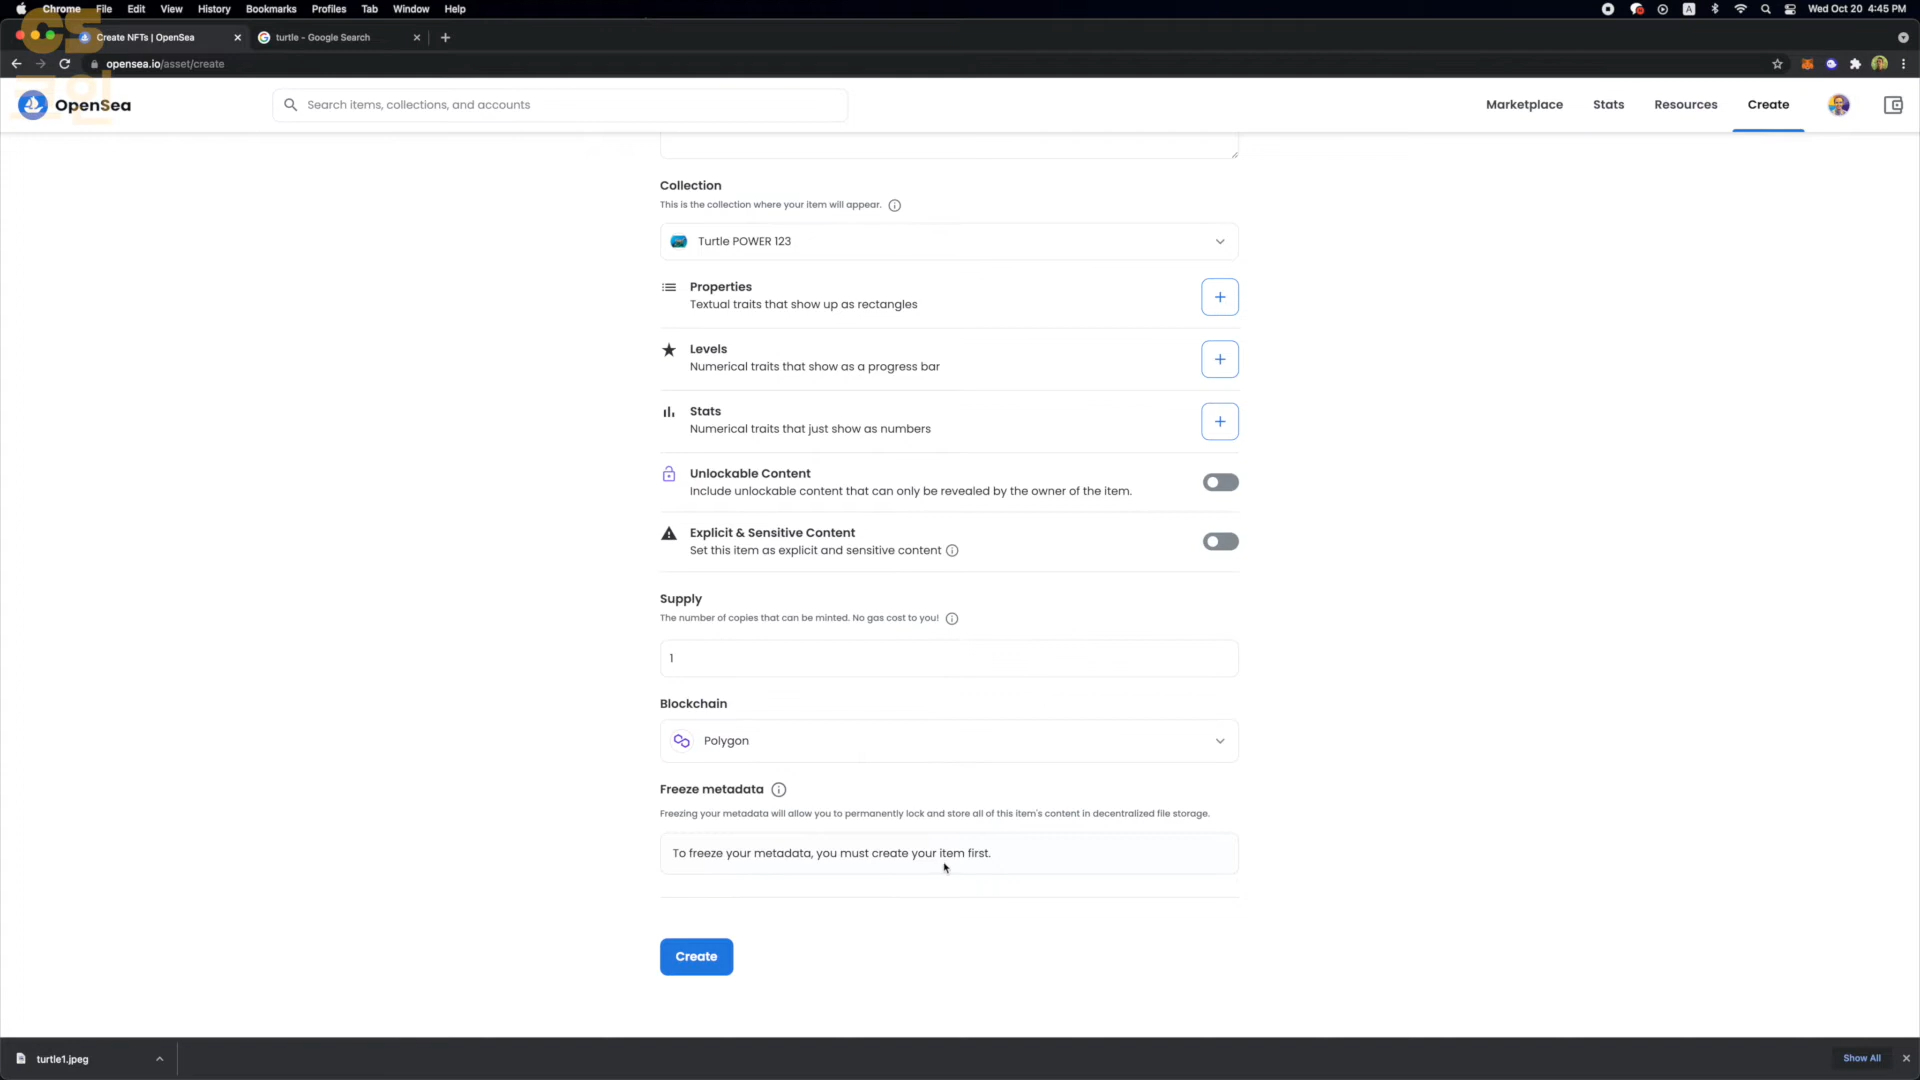 Chrome File Edit View History Bookmarks Profiles Tab Window Help
Wed Oct 20 4:45 PM
CS
코인
Create NFTs | OpenSea
turtle - Google Search
opensea.io/asset/create
OpenSea
Search items, collections, and accounts
Marketplace
Stats
Resources
Create
Collection
This is the collection where your item will appear.
Turtle POWER 123
Properties
Textual traits that show up as rectangles
Levels
Numerical traits that show as a progress bar
Stats
Numerical traits that just show as numbers
Unlockable Content
Include unlockable content that can only be revealed by the owner of the item.
Explicit & Sensitive Content
Set this item as explicit and sensitive content
Supply
The number of copies that can be minted. No gas cost to you!
1
Blockchain
Polygon
Freeze metadata
Freezing your metadata will allow you to permanently lock and store all of this item's content in decentralized file storage.
To freeze your metadata, you must create your item first.
Create
turtle1.jpeg
Show All